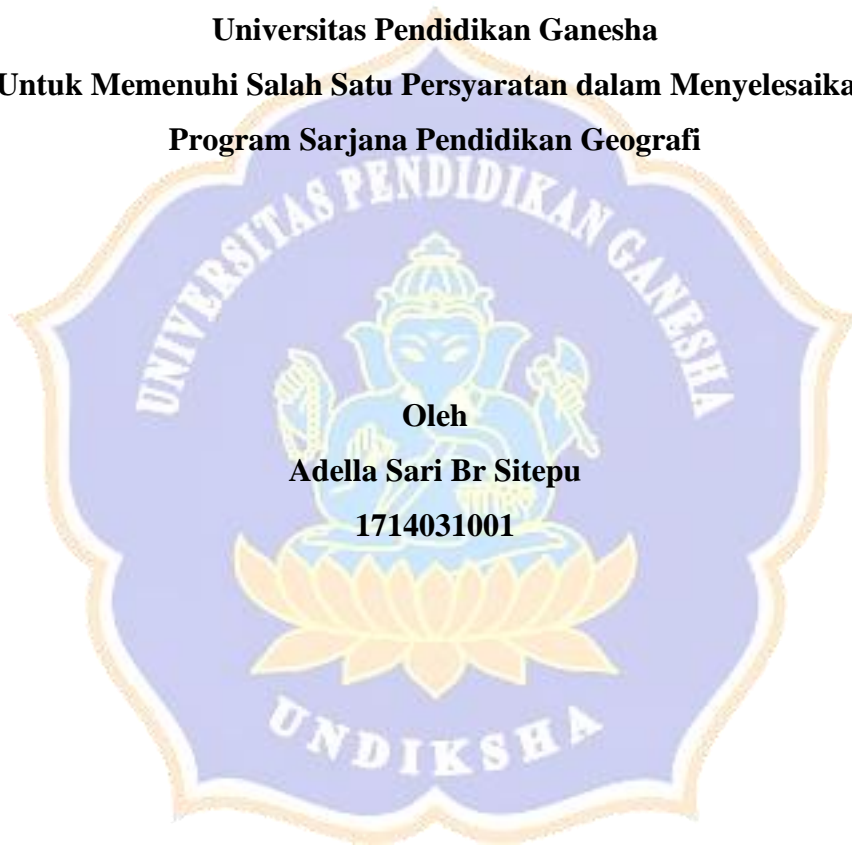 Universitas Pendidikan Ganesha
Untuk Memenuhi Salah Satu Persyaratan dalam Menyelesaika
Program Sarjana Pendidikan Geografi
UNIVERSITAS PENDIDIKAN GANESHA
Oleh
Adella Sari Br Sitepu
1714031001
UNDIKSHA